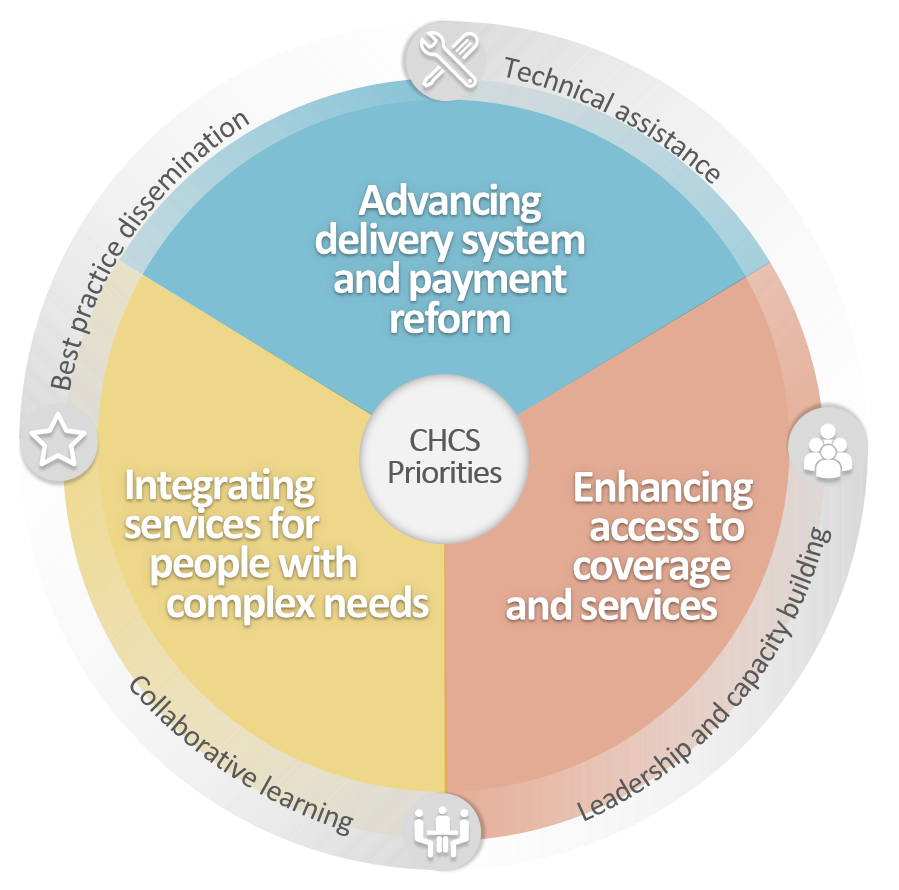 Technical assistance
Best practice dissemination
Advancing
delivery system
and payment
reform
CHCS
Priorities
Integrating
services for
people with
complex needs
Enhancing
access to
coverage
and services
Collaborative learning
Leadership and capacity building